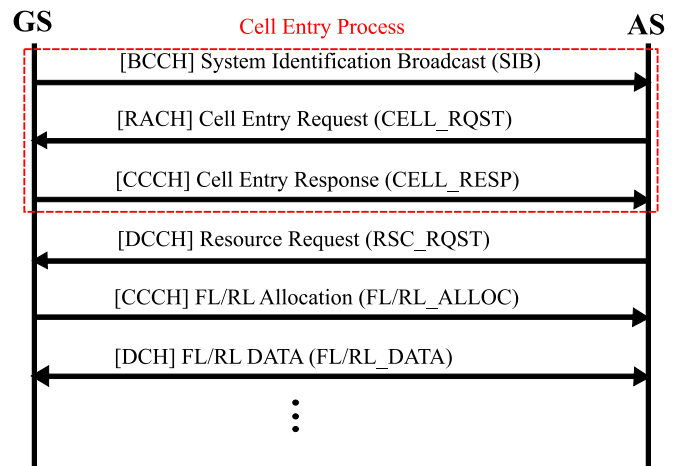 GS
Cell Entry Process
AS
[BCCH] System Identification Broadcast (SIB)
[RACH] Cell Entry Request (CELL_RQST)
[CCCH] Cell Entry Response (CELL_RESP)
[DCCH] Resource Request (RSC_RQST)
[CCCH] FL/RL Allocation (FL/RL_ALLOC)
[DCH] FL/RL DATA (FL/RL_DATA)